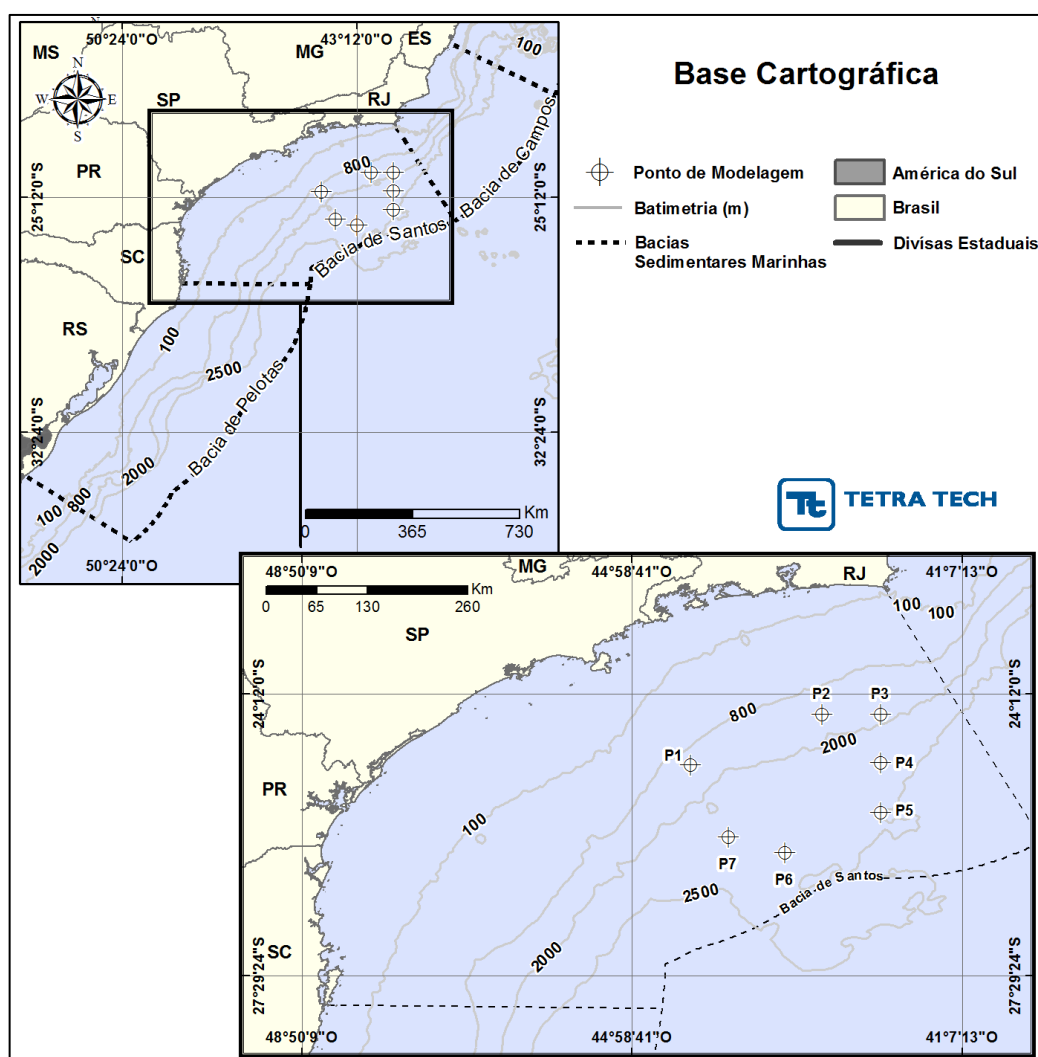 50°24'0"O
43°12'0"O
ES
100
MS
MG
N
W
E
S
SP
RJ
PR
800
Bacia de Campos
25°12'0"S
25°12'0"S
Bacia de Santos
SC
RS
100
2500
Bacia de Pelotas
32°24'0"S
32°24'0"S
2000
800
100
2000
50°24'0"O
Km
0
365
730
Base Cartográfica
Ponto de Modelagem
América do Sul
Batimetria (m)
Brasil
Bacias
Sedimentares Marinhas
Divísas Estaduais
Tt
TETRA TECH
48°50'9"O
MG
44°58'41"O
RJ
41°7'13"O
Km
0
65
130
260
SP
100
100
24°12'0"S
24°12'0"S
P2
P3
800
2000
P1
P4
PR
P5
100
P7
P6
Bacia-de-Santos
2500
SC
2000
27°29'24"S
27°29'24"S
48°50'9"O
44°58'41"O
41°7'13"O